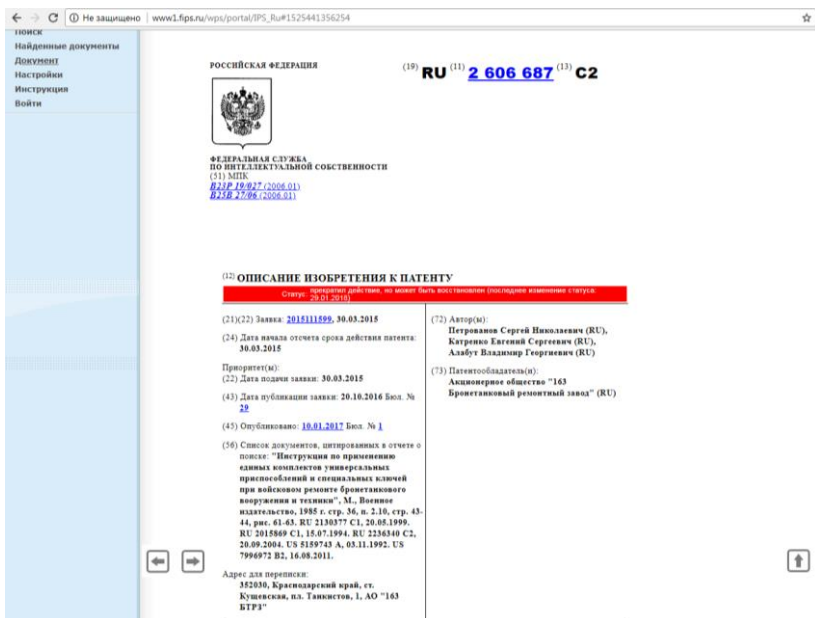 Не защищено www1.fips.ru/wps/portal/IPS_Ru#1525441356254
Поиск
Найденные документы
Документ
Настройки
Инструкция
Войти
РОССИЙСКАЯ ФЕДЕРАЦИЯ
(19) RU (11) 2 606 687 (13) C2
ФЕДЕРАЛЬНАЯ СЛУЖБА
ПО ИНТЕЛЛЕКТУАЛЬНОЙ СОБСТВЕННОСТИ
(51) МПК
B23P 19/027 (2006.01)
B25B 27/06 (2006.01)
(12) ОПИСАНИЕ ИЗОБРЕТЕНИЯ К ПАТЕНТУ
Статус: прекратил действие, но может быть восстановлен (последнее изменение статуса:
29.01.2018)
(21)(22) Заявка: 2015111599, 30.03.2015
(24) Дата начала отсчета срока действия патента:
30.03.2015
Приоритет(ы):
(22) Дата подачи заявки: 30.03.2015
(43) Дата публикации заявки: 20.10.2016 Бюл. №
29
(45) Опубликовано: 10.01.2017 Бюл. № 1
(56) Список документов, цитированных в отчете о
поиске: "Инструкция по применению
единых комплектов универсальных
приспособлений и специальных ключей
при войсковом ремонте бронетанкового
вооружения и техники", М., Военное
издательство, 1985 г. стр. 36, п. 2.10, стр. 43-
44, рис. 61-63. RU 2130377 C1, 20.05.1999.
RU 2015869 C1, 15.07.1994. RU 2236340 C2,
20.09.2004. US 5159743 A, 03.11.1992. US
7996972 B2, 16.08.2011.
Адрес для переписки:
352030, Краснодарский край, ст.
Кущевская, пл. Танкистов, 1, АО "163
БТРЗ"
(72) Автор(ы):
Петрованов Сергей Николаевич (RU),
Катренко Евгений Сергеевич (RU),
Алабут Владимир Георгиевич (RU)
(73) Патентообладатель(и):
Акционерное общество "163
Бронетанковый ремонтный завод" (RU)